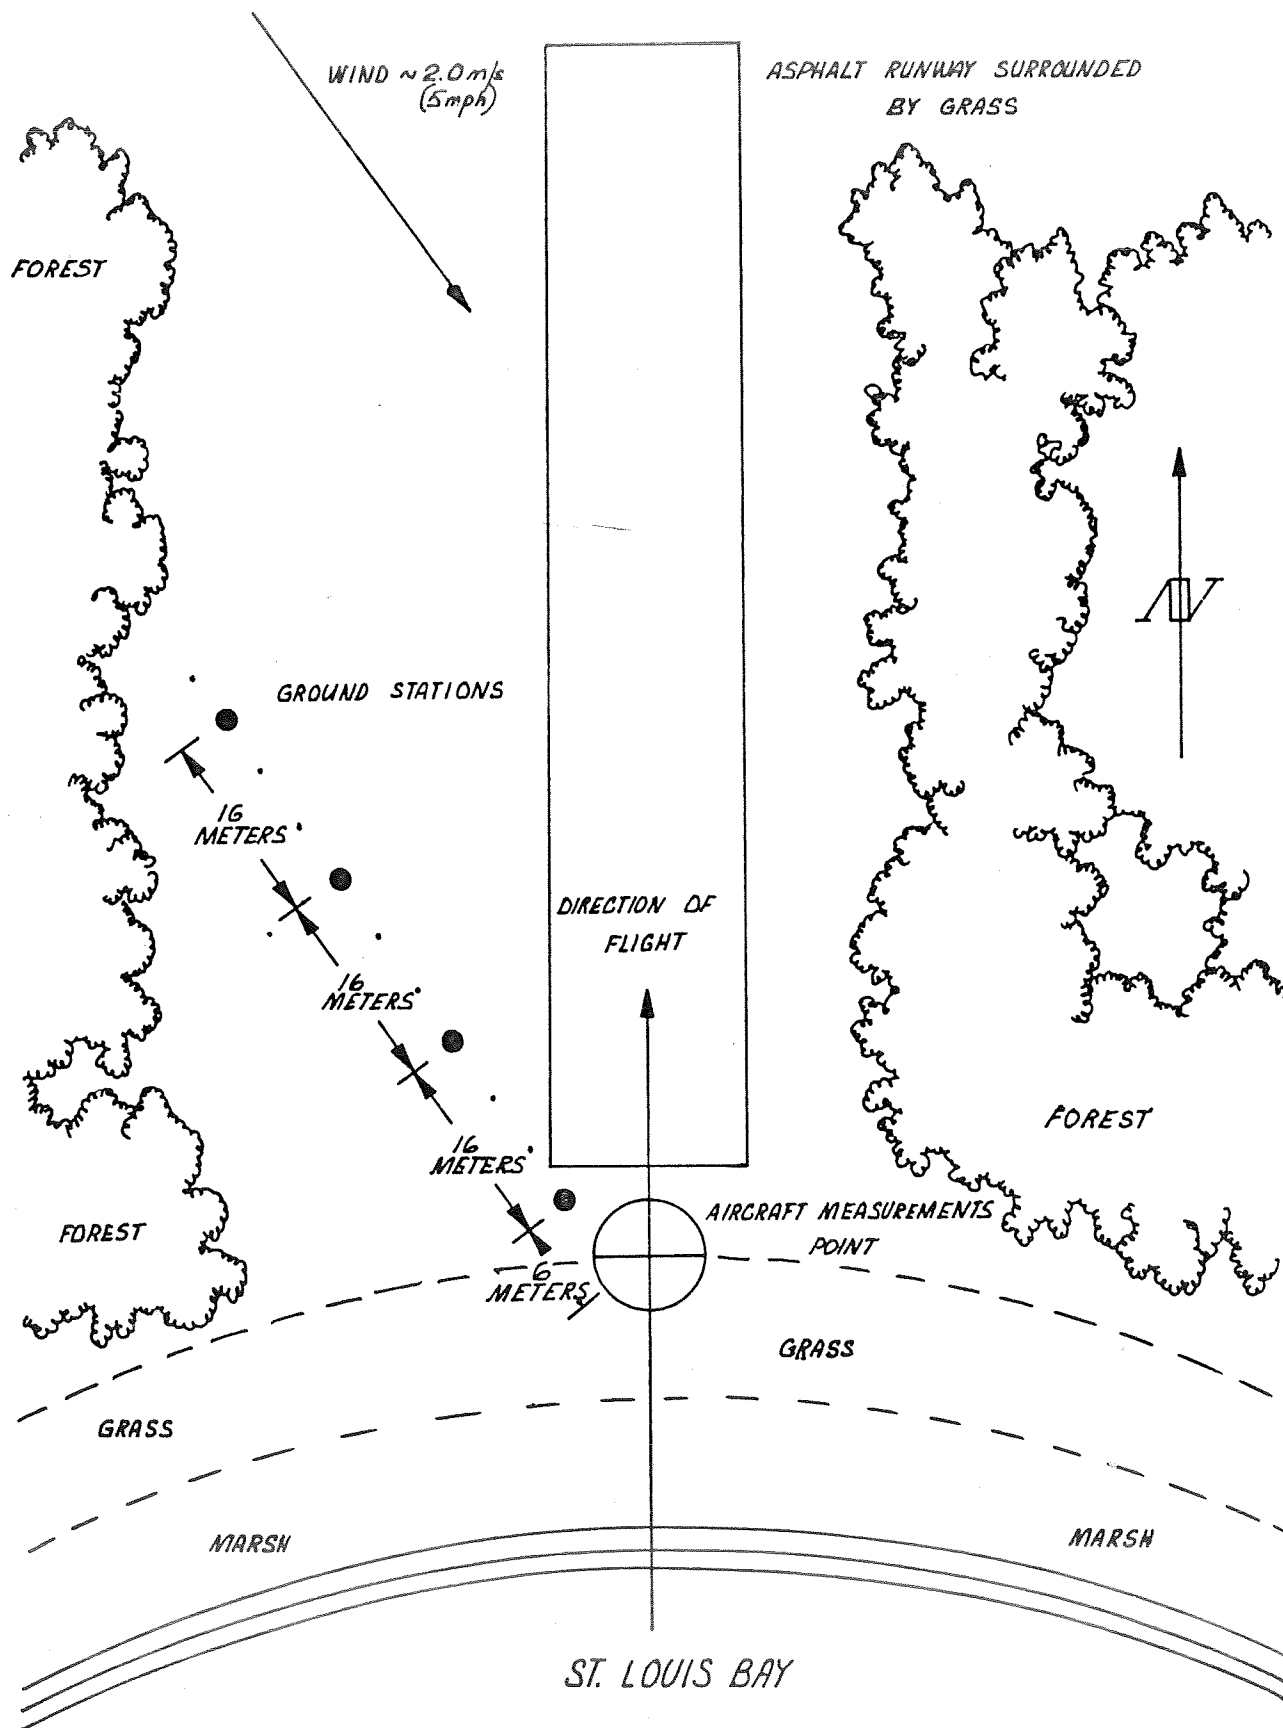 WIND ~ 2.0 m/s
(5mph)
ASPHALT RUNWAY SURROUNDED
BY GRASS
FOREST
N
GROUND STATIONS
16
METERS
DIRECTION OF
FLIGHT
16
METERS
FOREST
16
METERS
AIRCRAFT MEASUREMENTS
POINT
FOREST
6
METERS
GRASS
GRASS
MARSH
MARSH
ST. LOUIS BAY